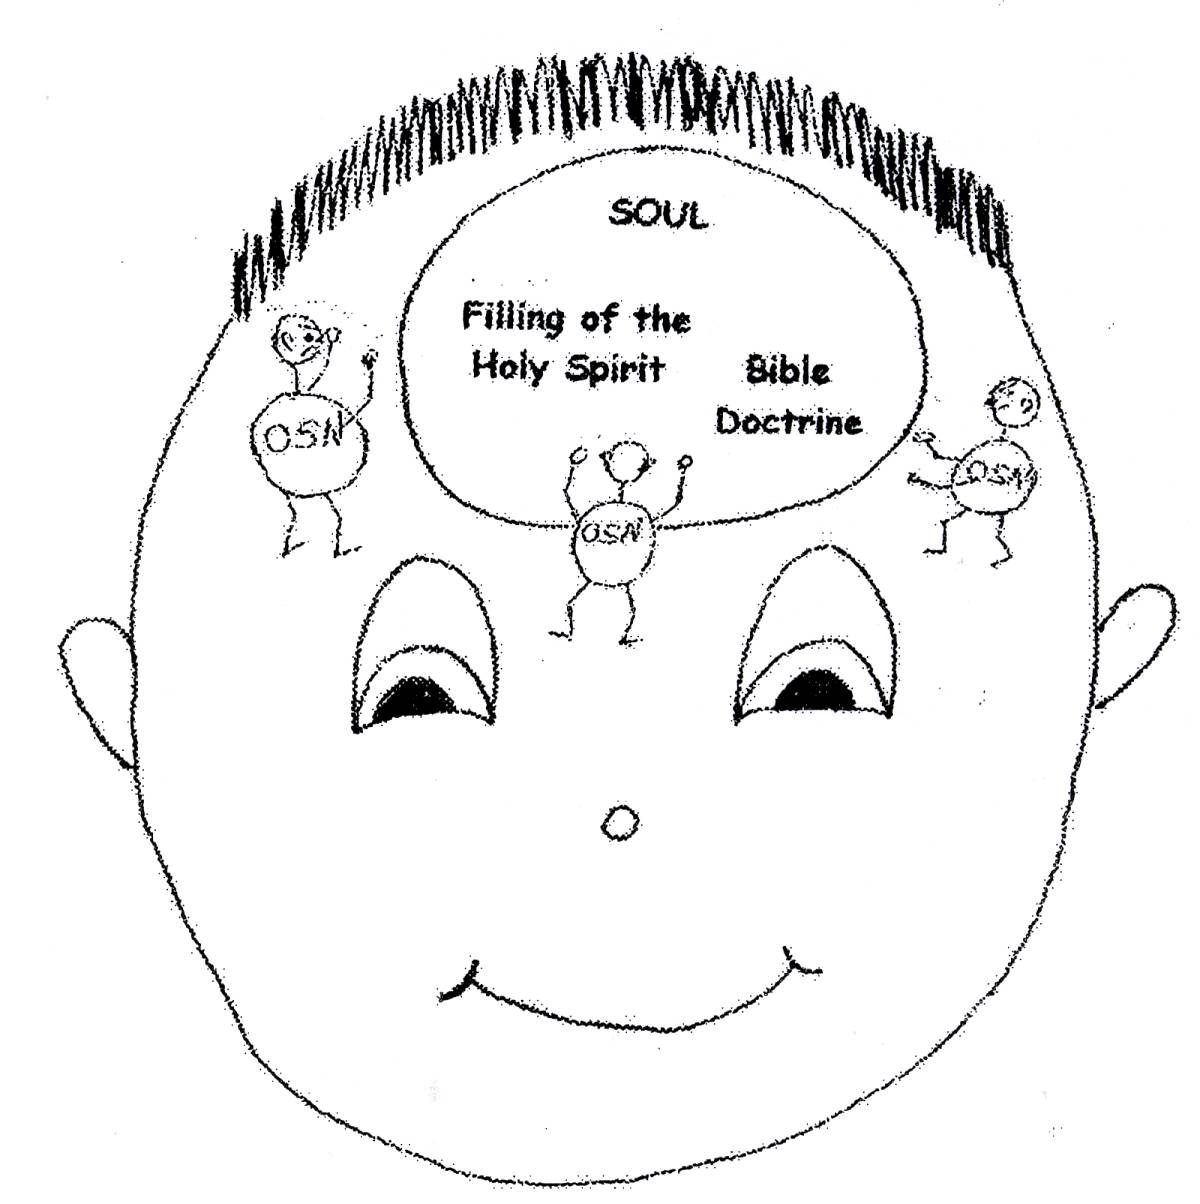 SOUL
Filling of the
Holy Spirit
Bible
Doctrine
OSN
OSN
OSN